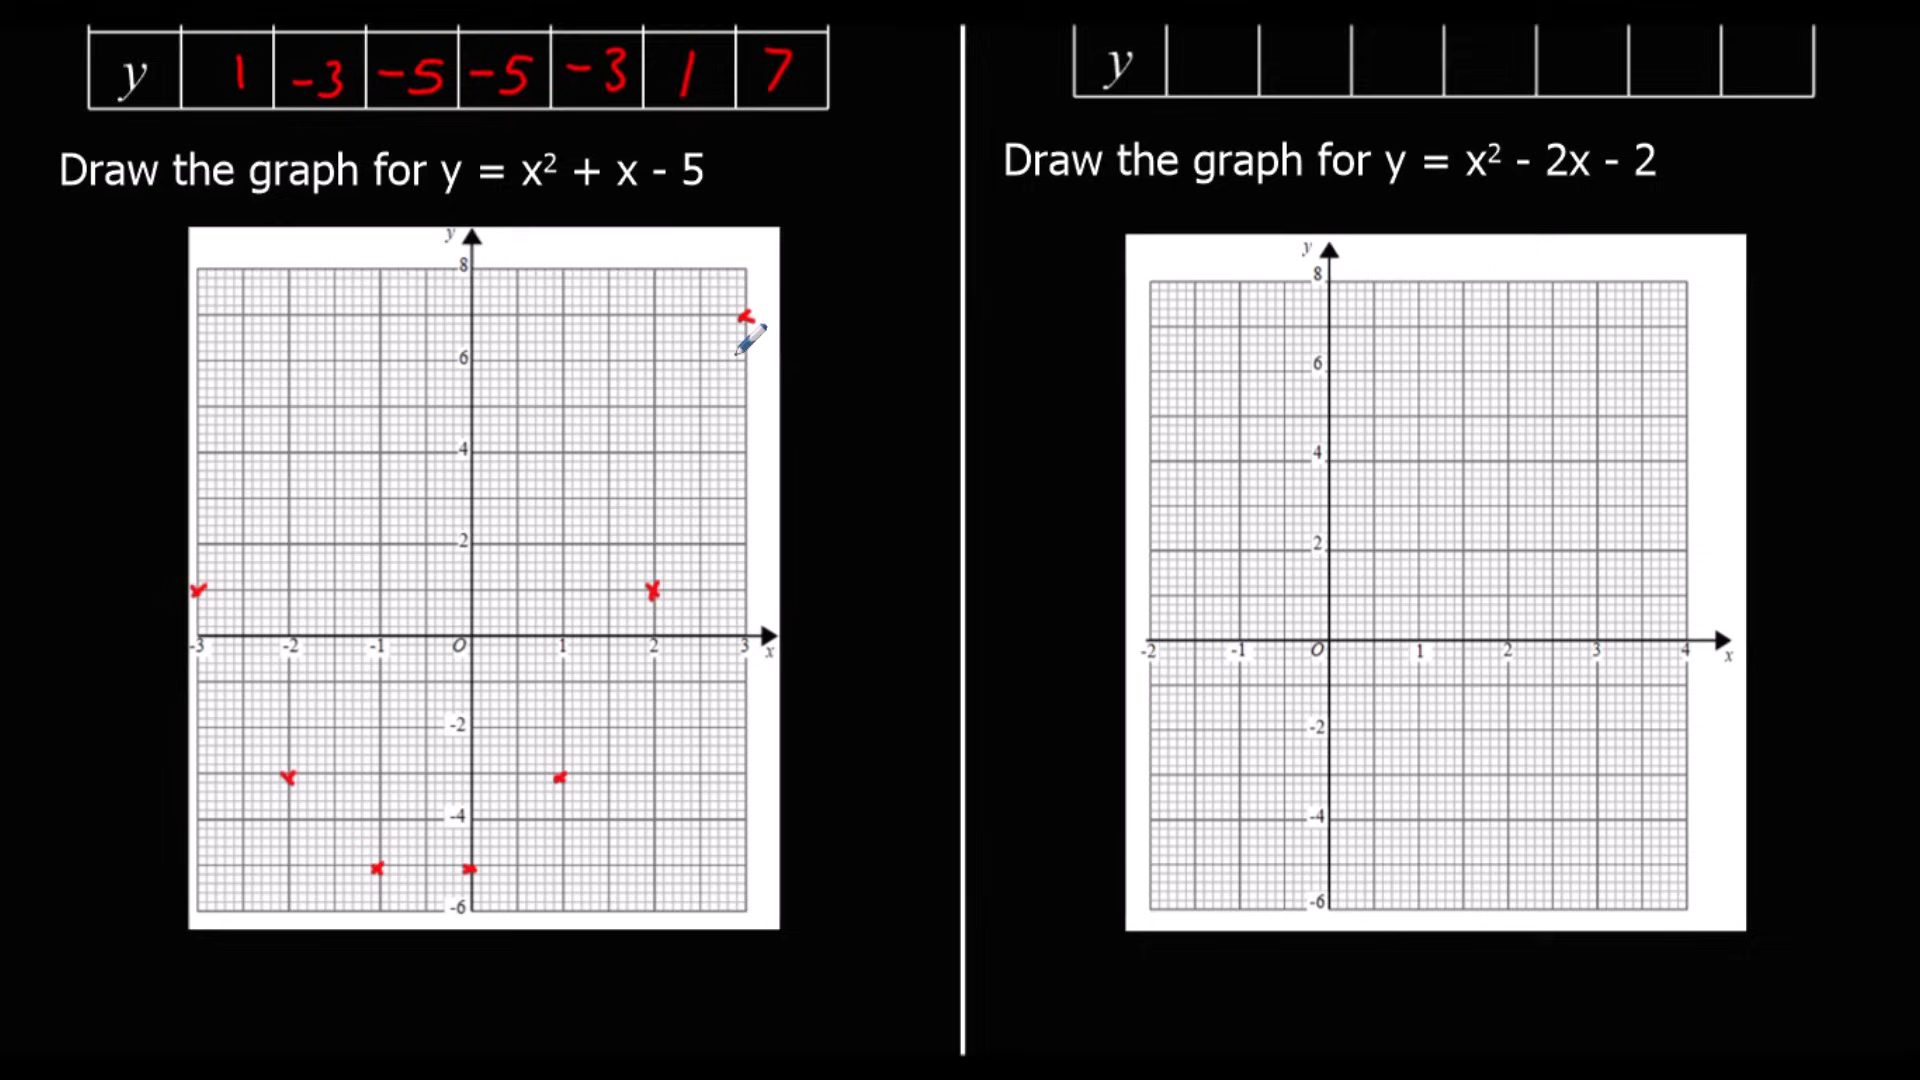 y 1 -3 -5 -5 -3 1 7
Draw the graph for y = x² + x - 5
y
8
6
4
2
-3 -2 -1 O 1 2 3 x
-2
-4
-6
y
Draw the graph for y = x² - 2x - 2
y
8
6
4
2
-2 -1 O 1 2 3 4 x
-2
-4
-6